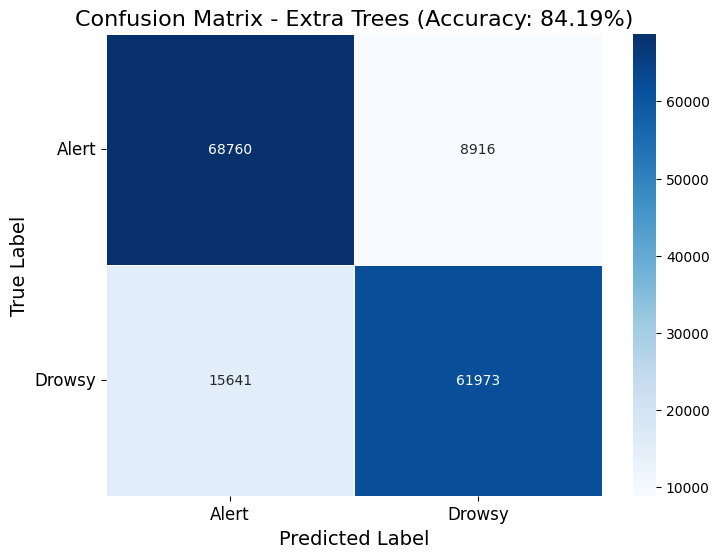 Confusion Matrix - Extra Trees (Accuracy: 84.19%)
True Label
Alert
68760
8916
Drowsy
15641
61973
Alert
Drowsy
Predicted Label
60000
50000
40000
30000
20000
10000